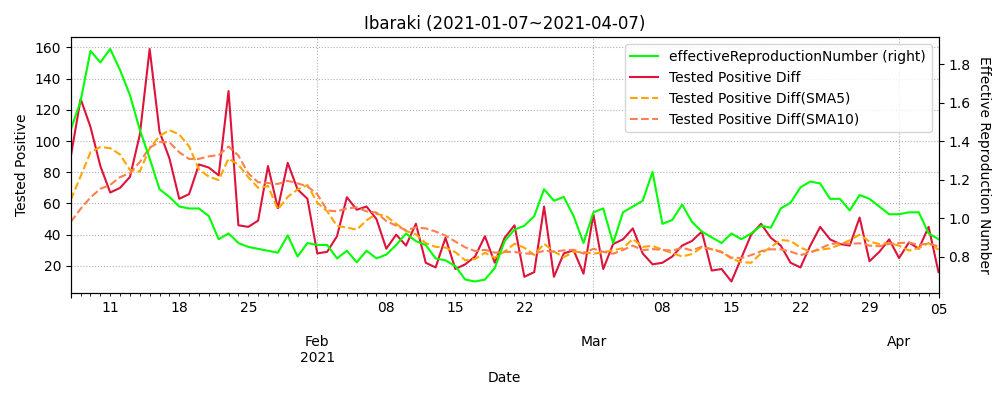 Ibaraki (2021-01-07~2021-04-07)
effectiveReproductionNumber (right)
Tested Positive Diff
Tested Positive Diff(SMA5)
Tested Positive Diff(SMA10)
Tested Positive
160
140
120
100
80
60
40
20
1.8
1.6
1.4
1.2
1.0
0.8
Effective Reproduction Number
11 18 25 08 15 22 08 15 22 29 05
Feb Mar Apr
2021
Date